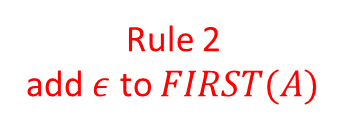 Rule 2
add ϵ to FIRST(A)